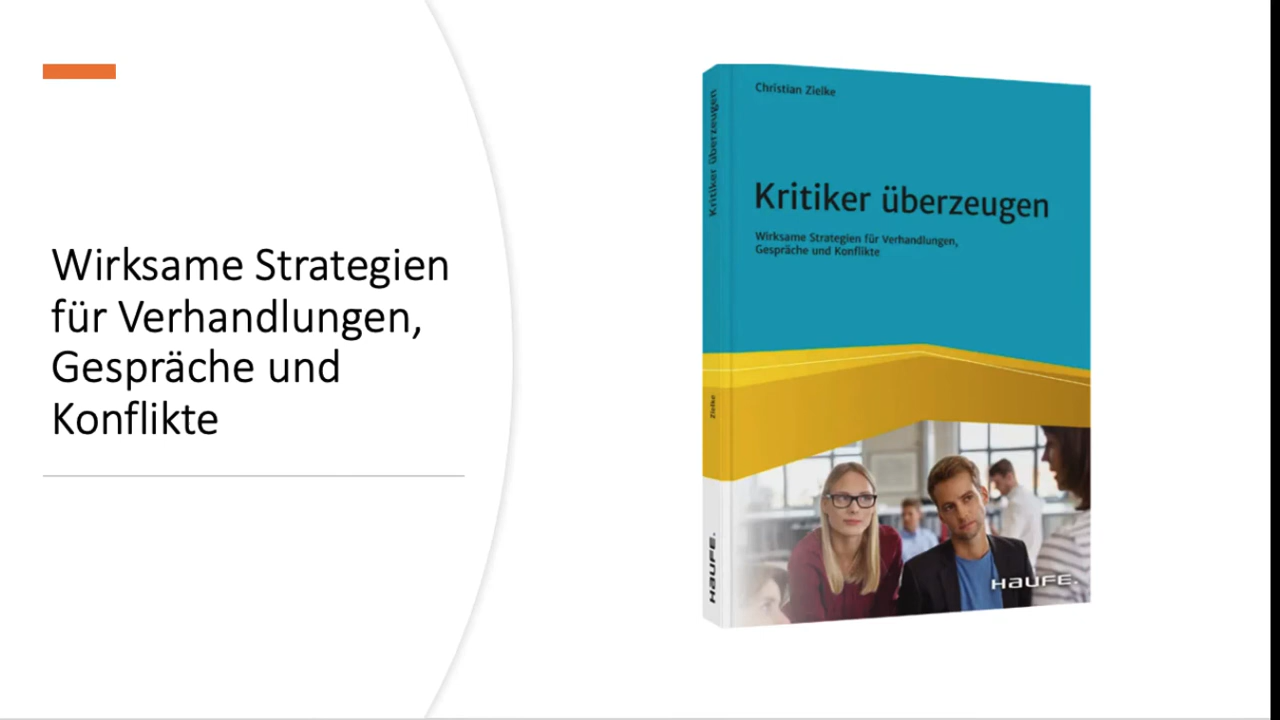 Wirksame Strategien
für Verhandlungen,
Gespräche und
Konflikte
Kritiker überzeugen
Zielke
HAUFE.
Christian Zielke
Kritiker überzeugen
Wirksame Strategien für Verhandlungen,
Gespräche und Konflikte
HAUFE.